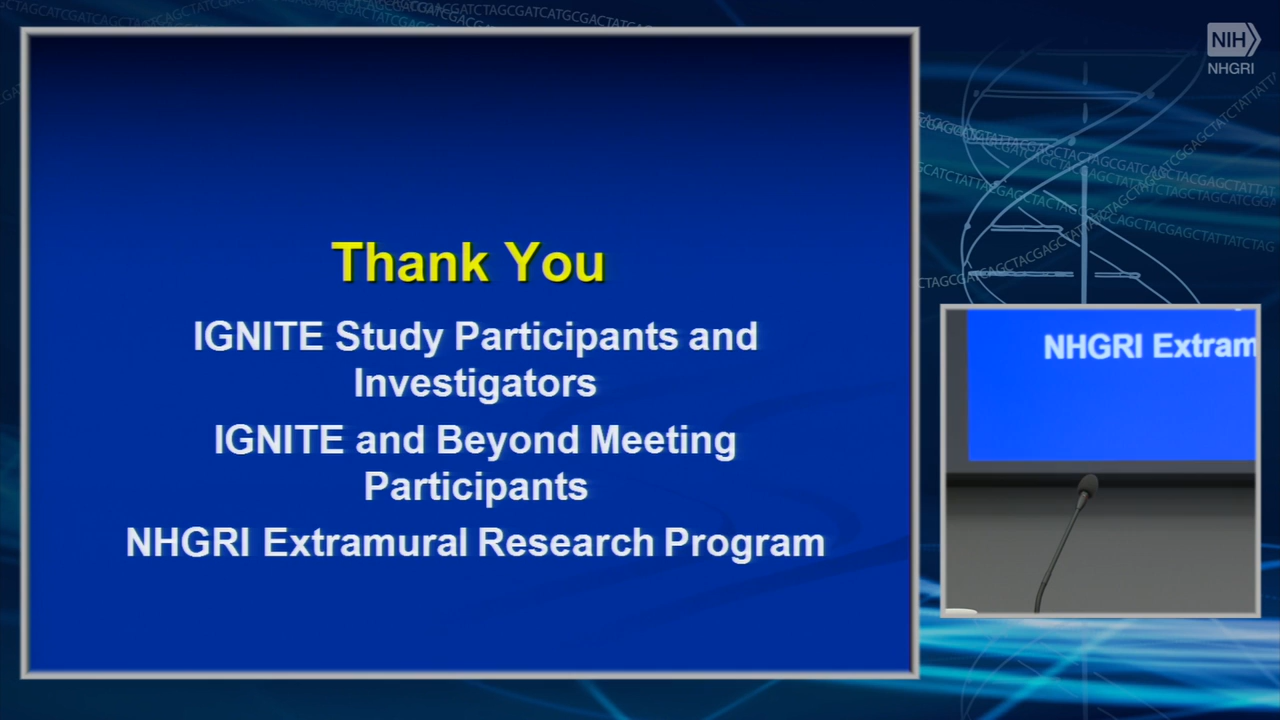 NIH
NHGRI
Thank You
IGNITE Study Participants and
Investigators
IGNITE and Beyond Meeting
Participants
NHGRI Extramural Research Program
NHGRI Extram